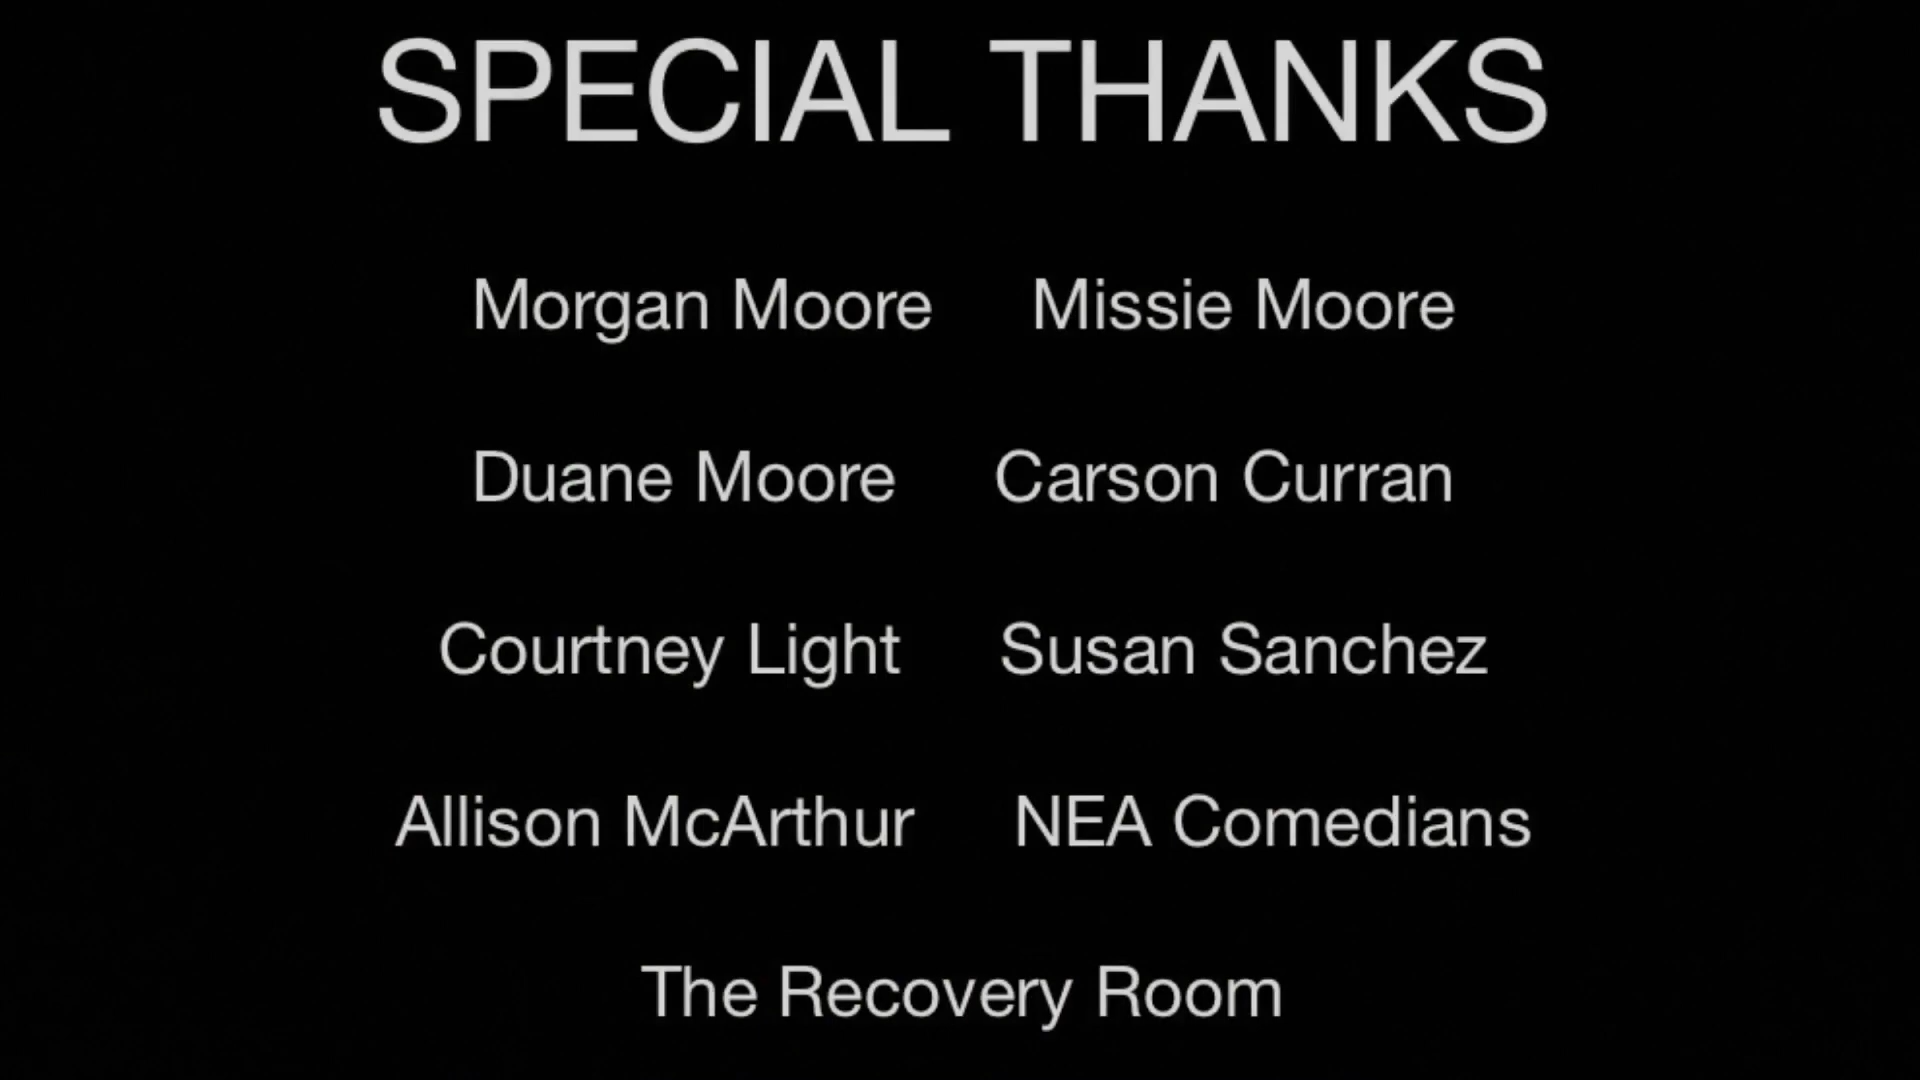 SPECIAL THANKS
Morgan Moore Missie Moore
Duane Moore Carson Curran
Courtney Light Susan Sanchez
Allison McArthur NEA Comedians
The Recovery Room